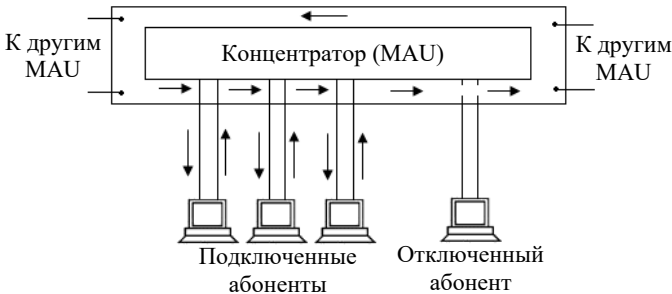 К другим
MAU
Концентратор (MAU)
К другим
MAU
Подключенные
абоненты
Отключенный
абонент